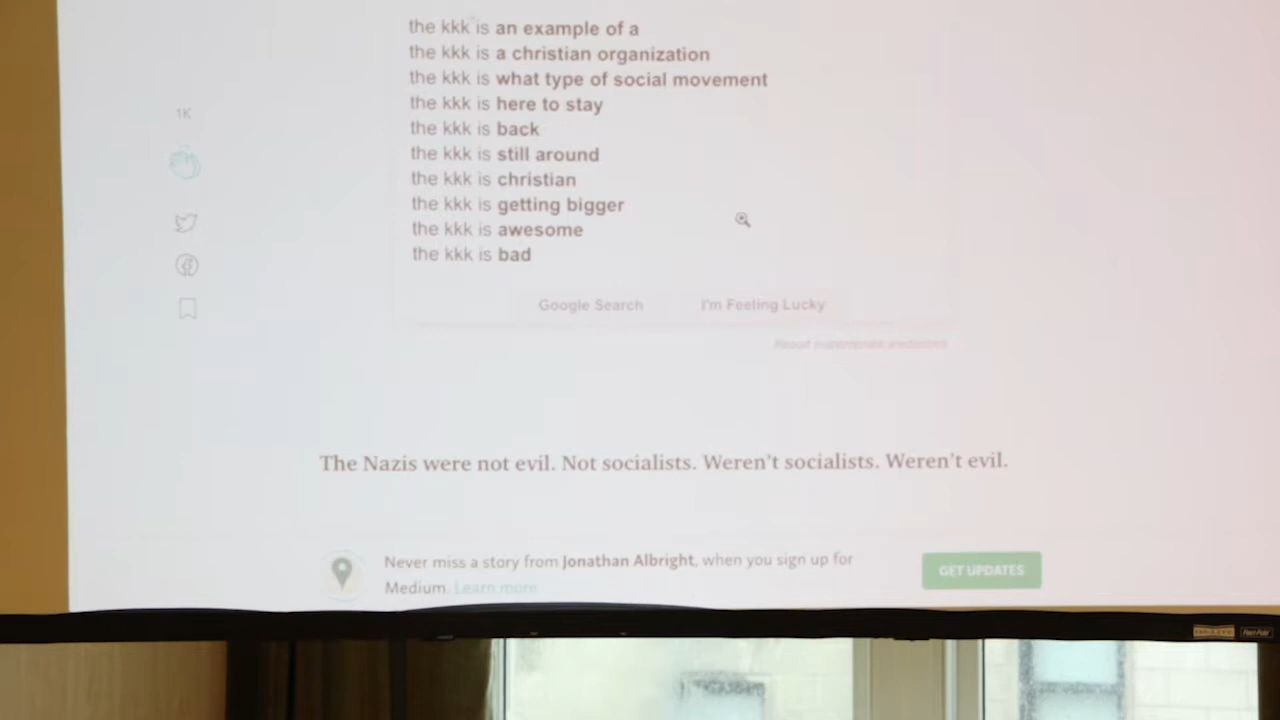 the kkk is an example of a
the kkk is a christian organization
the kkk is what type of social movement
the kkk is here to stay
the kkk is back
the kkk is still around
the kkk is christian
the kkk is getting bigger
the kkk is awesome
the kkk is bad
1K
Google Search I'm Feeling Lucky
Report inappropriate predictions
The Nazis were not evil. Not socialists. Weren't socialists. Weren't evil.
Never miss a story from Jonathan Albright, when you sign up for
Medium. Learn more
GET UPDATES